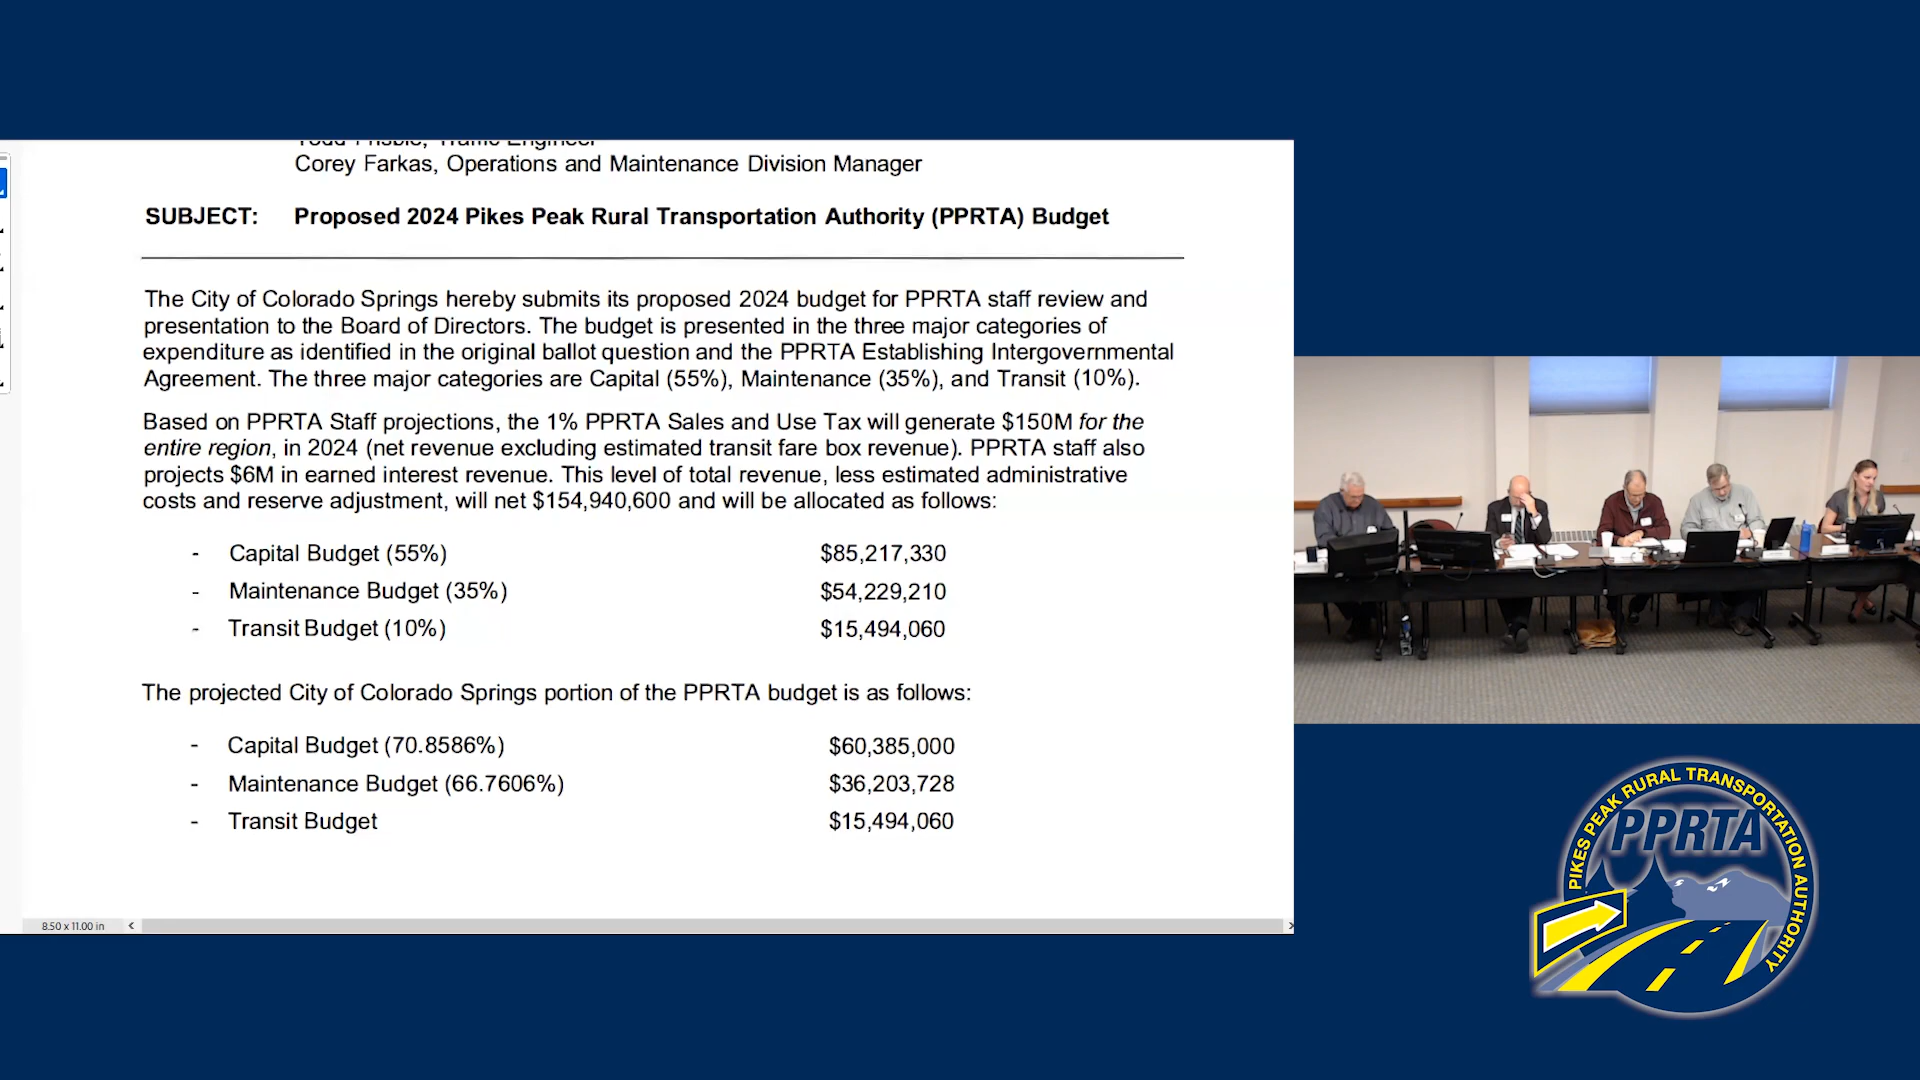 Todd Frisbie, Traffic Engineer
Corey Farkas, Operations and Maintenance Division Manager
SUBJECT: Proposed 2024 Pikes Peak Rural Transportation Authority (PPRTA) Budget
The City of Colorado Springs hereby submits its proposed 2024 budget for PPRTA staff review and
presentation to the Board of Directors. The budget is presented in the three major categories of
expenditure as identified in the original ballot question and the PPRTA Establishing Intergovernmental
Agreement. The three major categories are Capital (55%), Maintenance (35%), and Transit (10%).
Based on PPRTA Staff projections, the 1% PPRTA Sales and Use Tax will generate $150M for the
entire region, in 2024 (net revenue excluding estimated transit fare box revenue). PPRTA staff also
projects $6M in earned interest revenue. This level of total revenue, less estimated administrative
costs and reserve adjustment, will net $154,940,600 and will be allocated as follows:
- Capital Budget (55%) $85,217,330
- Maintenance Budget (35%) $54,229,210
- Transit Budget (10%) $15,494,060
The projected City of Colorado Springs portion of the PPRTA budget is as follows:
- Capital Budget (70.8586%) $60,385,000
- Maintenance Budget (66.7606%) $36,203,728
- Transit Budget $15,494,060
8.50 x 11.00 in
PIKES PEAK RURAL TRANSPORTATION AUTHORITY
PPRTA